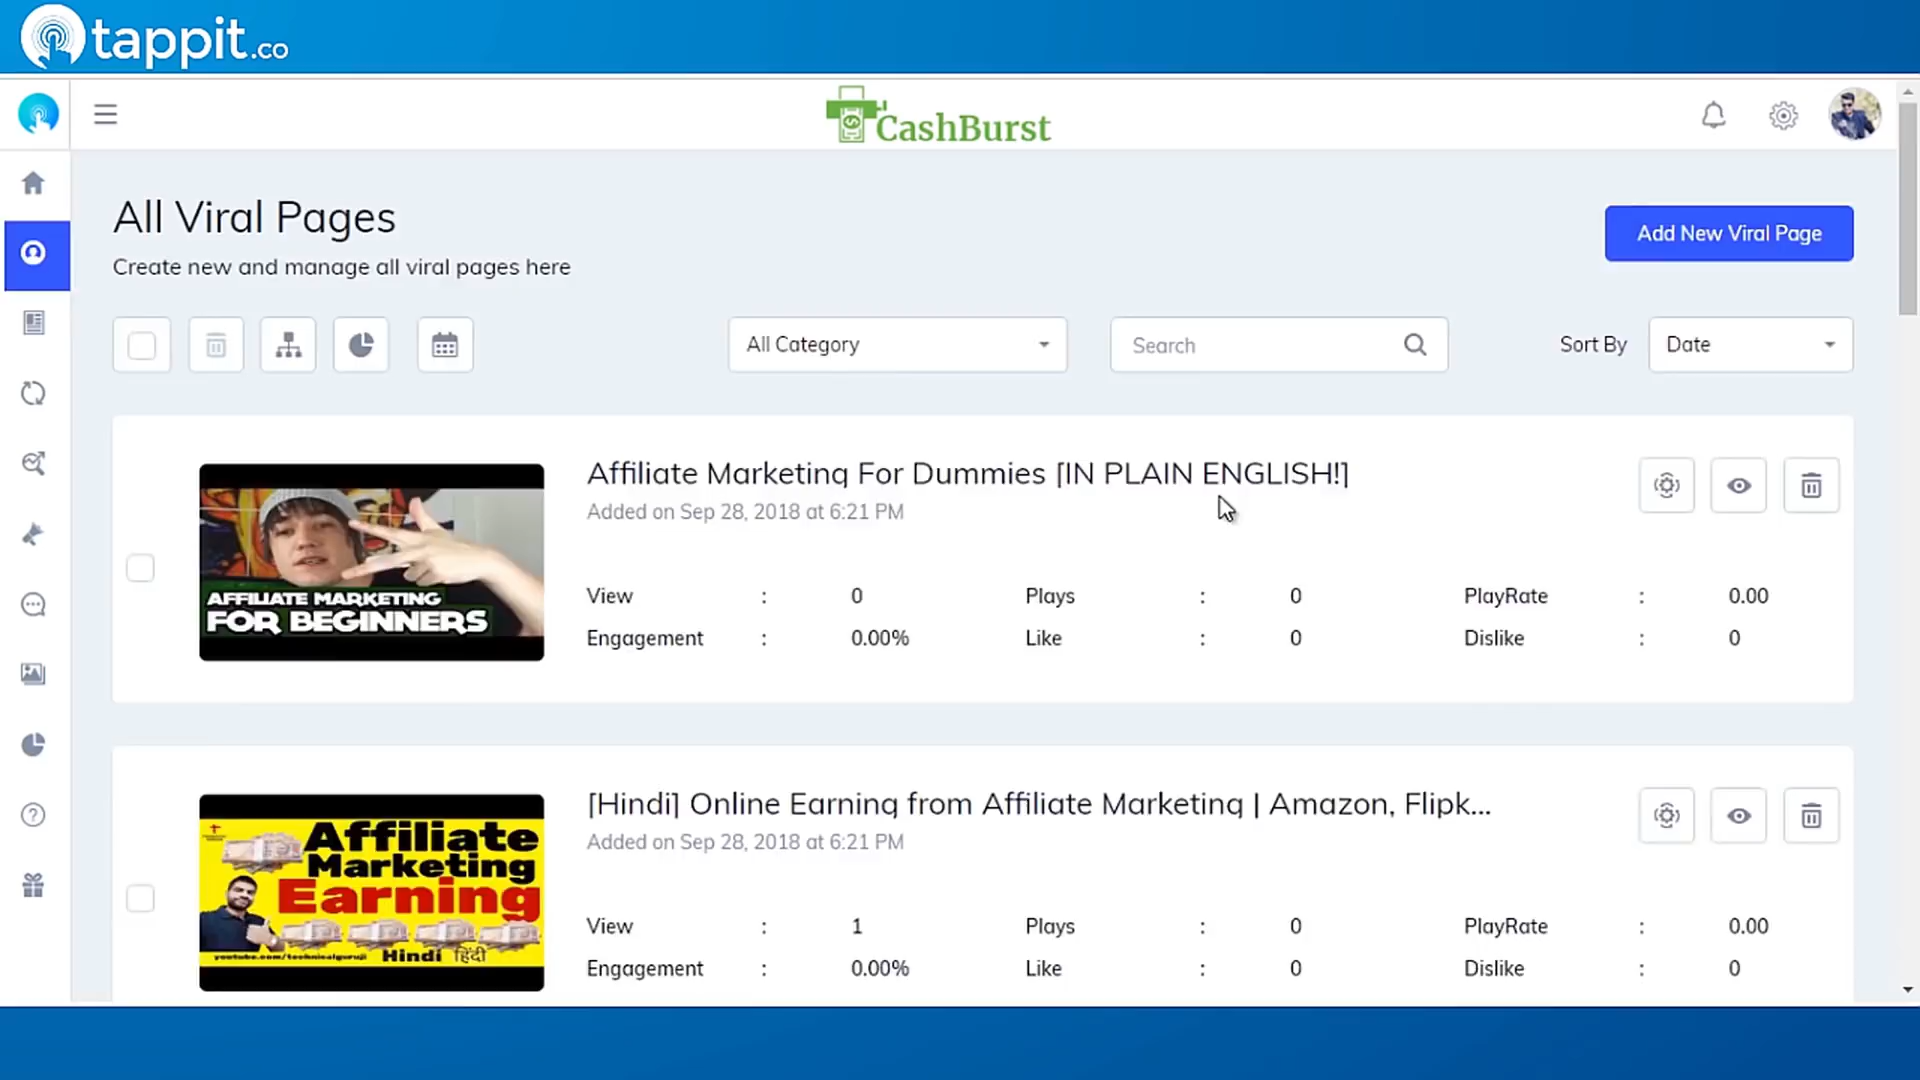 tappit.co
CashBurst
All Viral Pages
Add New Viral Page
Create new and manage all viral pages here
All Category
Search
Sort By
Date
Affiliate Marketing For Dummies [IN PLAIN ENGLISH!]
Added on Sep 28, 2018 at 6:21 PM
AFFILIATE MARKETING
FOR BEGINNERS
View : 0 Plays : 0 PlayRate : 0.00
Engagement : 0.00% Like : 0 Dislike : 0
[Hindi] Online Earning from Affiliate Marketing | Amazon, Flipk...
Added on Sep 28, 2018 at 6:21 PM
Affiliate
Marketing
Earning
youtube.com/technicalguruji Hindi हिंदी
View : 1 Plays : 0 PlayRate : 0.00
Engagement : 0.00% Like : 0 Dislike : 0